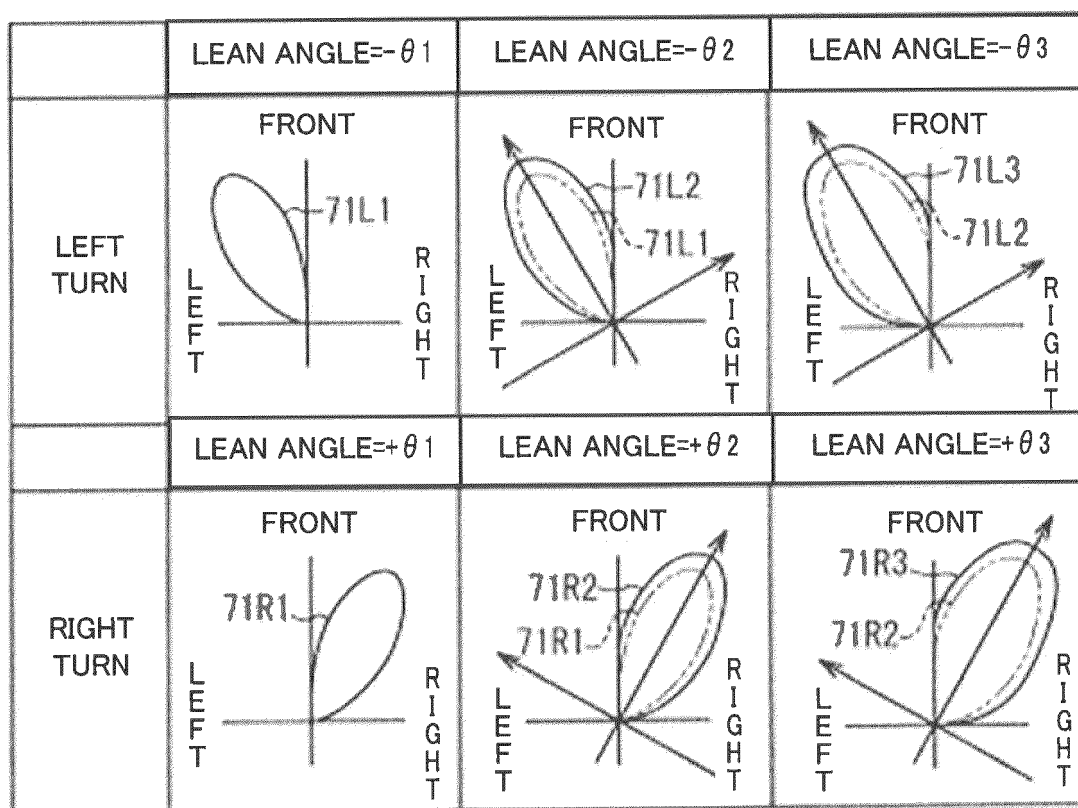 LEAN ANGLE=-θ1
LEAN ANGLE=-θ2
LEAN ANGLE=-θ3
LEFT
TURN
FRONT
71L1
LEFT
RIGHT
FRONT
71L2
71L1
LEFT
RIGHT
FRONT
71L3
71L2
LEFT
RIGHT
LEAN ANGLE=+θ1
LEAN ANGLE=+θ2
LEAN ANGLE=+θ3
RIGHT
TURN
FRONT
71R1
LEFT
RIGHT
FRONT
71R2
71R1
LEFT
RIGHT
FRONT
71R3
71R2
LEFT
RIGHT